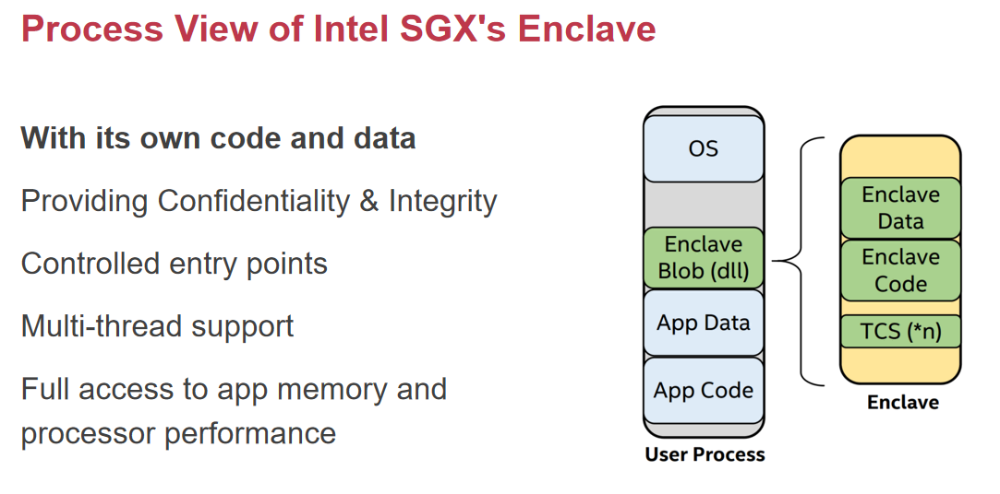 Process View of Intel SGX's Enclave
With its own code and data
Providing Confidentiality & Integrity
Controlled entry points
Multi-thread support
Full access to app memory and
processor performance
OS
Enclave
Blob (dll)
App Data
App Code
User Process
Enclave
Data
Enclave
Code
TCS (*n)
Enclave